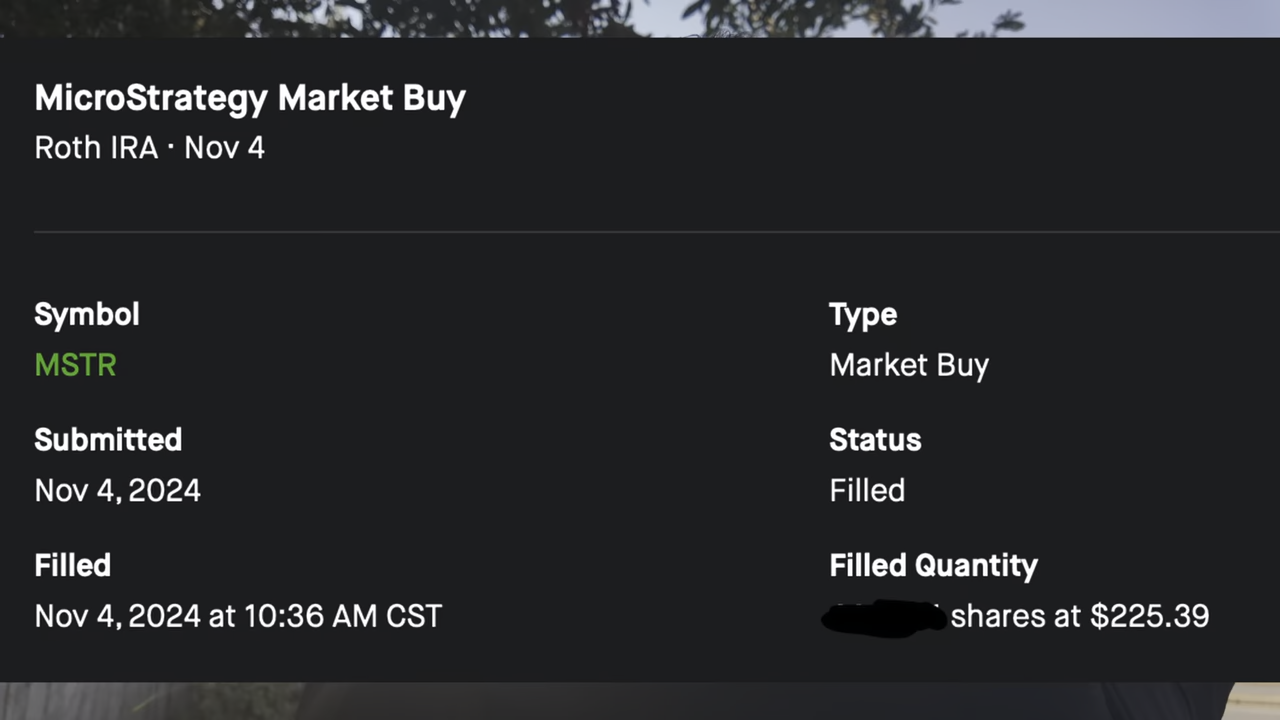 MicroStrategy Market Buy
Roth IRA · Nov 4
Symbol
MSTR
Type
Market Buy
Submitted
Nov 4, 2024
Status
Filled
Filled
Nov 4, 2024 at 10:36 AM CST
Filled Quantity
shares at $225.39